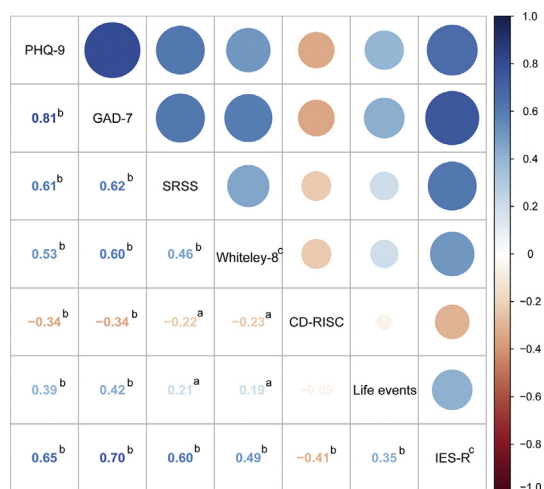 PHQ-9
0.81b GAD-7
0.61b 0.62b SRSS
0.53b 0.60b 0.46b Whiteley-8c
−0.34b −0.34b −0.22a −0.23a CD-RISC
0.39b 0.42b 0.21a 0.19a −0.05 Life events
0.65b 0.70b 0.60b 0.49b −0.41b 0.35b IES-Rc
1.0
0.8
0.6
0.4
0.2
0
−0.2
−0.4
−0.6
−0.8
−1.0